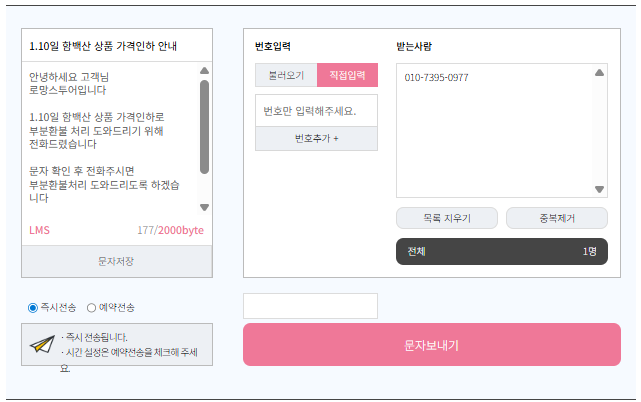 1.10일 함백산 상품 가격인하 안내
안녕하세요 고객님
로망스투어입니다
1.10일 함백산 상품 가격인하로
부분환불 처리 도와드리기 위해
전화드렸습니다
문자 확인 후 전화주시면
부분환불 처리 도와드리도록 하겠습
니다
LMS 177/2000byte
문자저장
번호입력
불러오기 직접입력
번호만 입력해주세요.
번호추가 +
받는사람
010-7395-0977
목록 지우기 중복제거
전체 1명
즉시전송 예약전송
· 즉시 전송됩니다.
· 시간 설정은 예약전송을 체크해 주세
요.
문자보내기